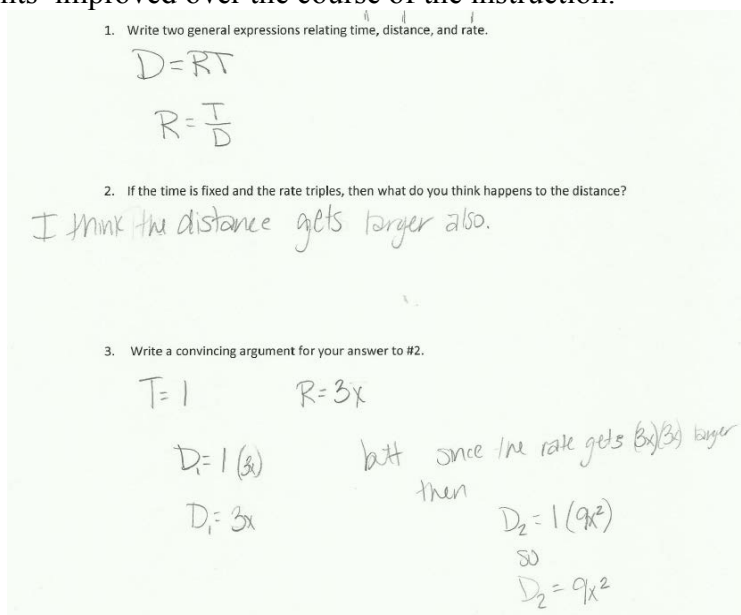 nts' improved over the course of the instruction.
1. Write two general expressions relating time, distance, and rate.
D=RT
R=T/D
2. If the time is fixed and the rate triples, then what do you think happens to the distance?
I think the distance gets larger also.
3. Write a convincing argument for your answer to #2.
T=1 R=3x
D₁=1(3x) butt since the rate gets (3x)(3x) larger
then
D₁=3x D₂=1(9x²)
so
D₂=9x²